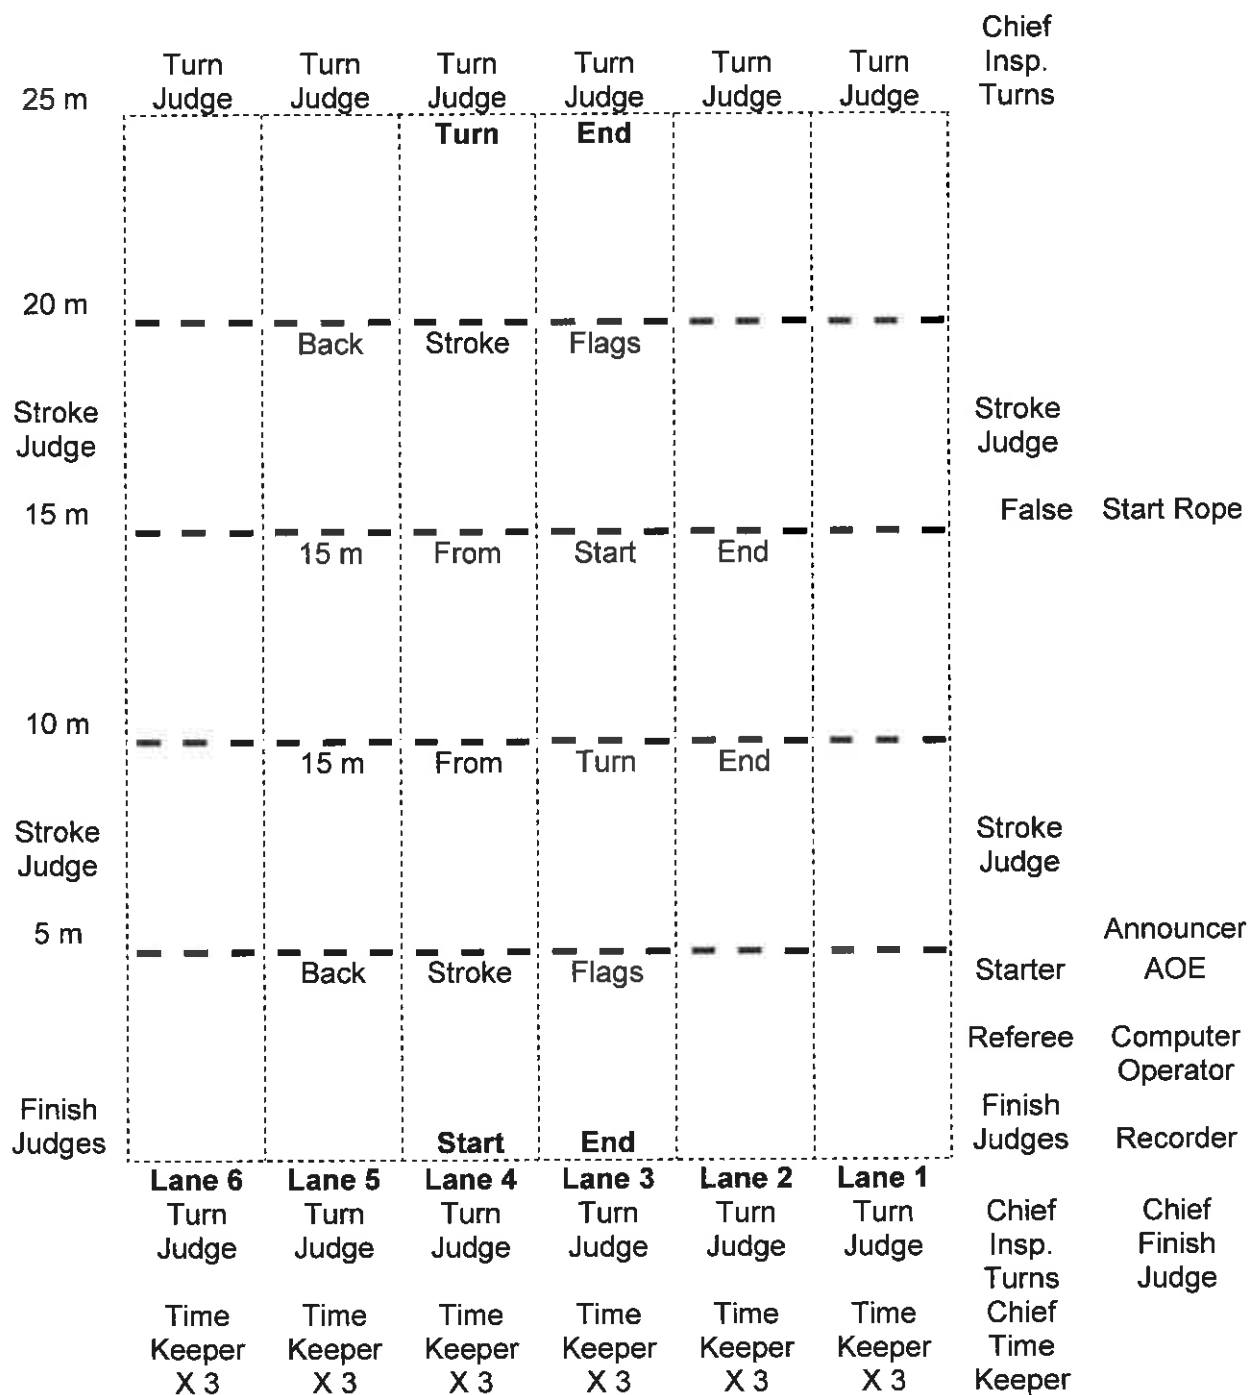 Chief
Insp.
Turns
Turn Turn Turn Turn Turn Turn
25 m Judge Judge Judge Judge Judge Judge
Turn End
20 m
Back Stroke Flags
Stroke Judge Stroke Judge
15 m False Start Rope
15 m From Start End
10 m
15 m From Turn End
Stroke Judge Stroke Judge
5 m Announcer
Back Stroke Flags Starter AOE
Referee Computer Operator
Finish Judges Finish Judges Recorder
Start End
Lane 6 Lane 5 Lane 4 Lane 3 Lane 2 Lane 1
Turn Turn Turn Turn Turn Turn Chief Chief
Judge Judge Judge Judge Judge Judge Insp. Finish
Turns Judge
Time Time Time Time Time Time Chief
Keeper Keeper Keeper Keeper Keeper Keeper Time
X 3 X 3 X 3 X 3 X 3 X 3 Keeper